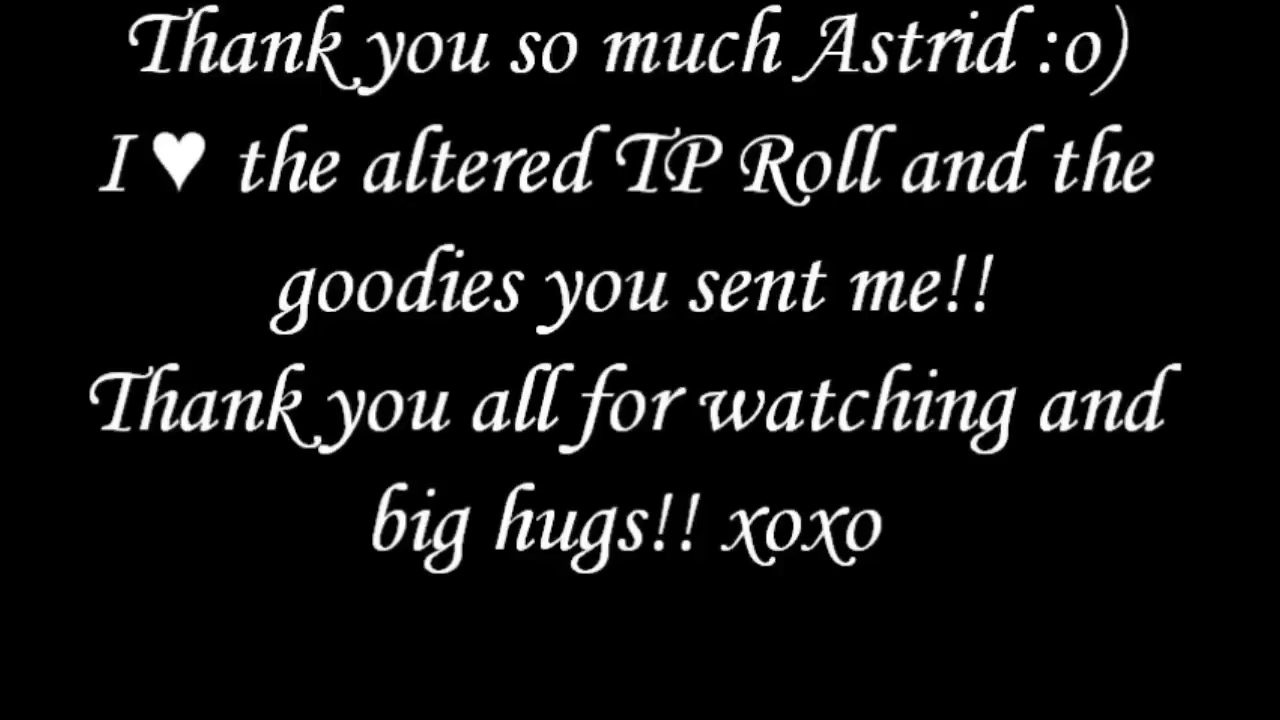 Thank you so much Astrid :o)
I ♥ the altered TP Roll and the
goodies you sent me!!
Thank you all for watching and
big hugs!! xoxo